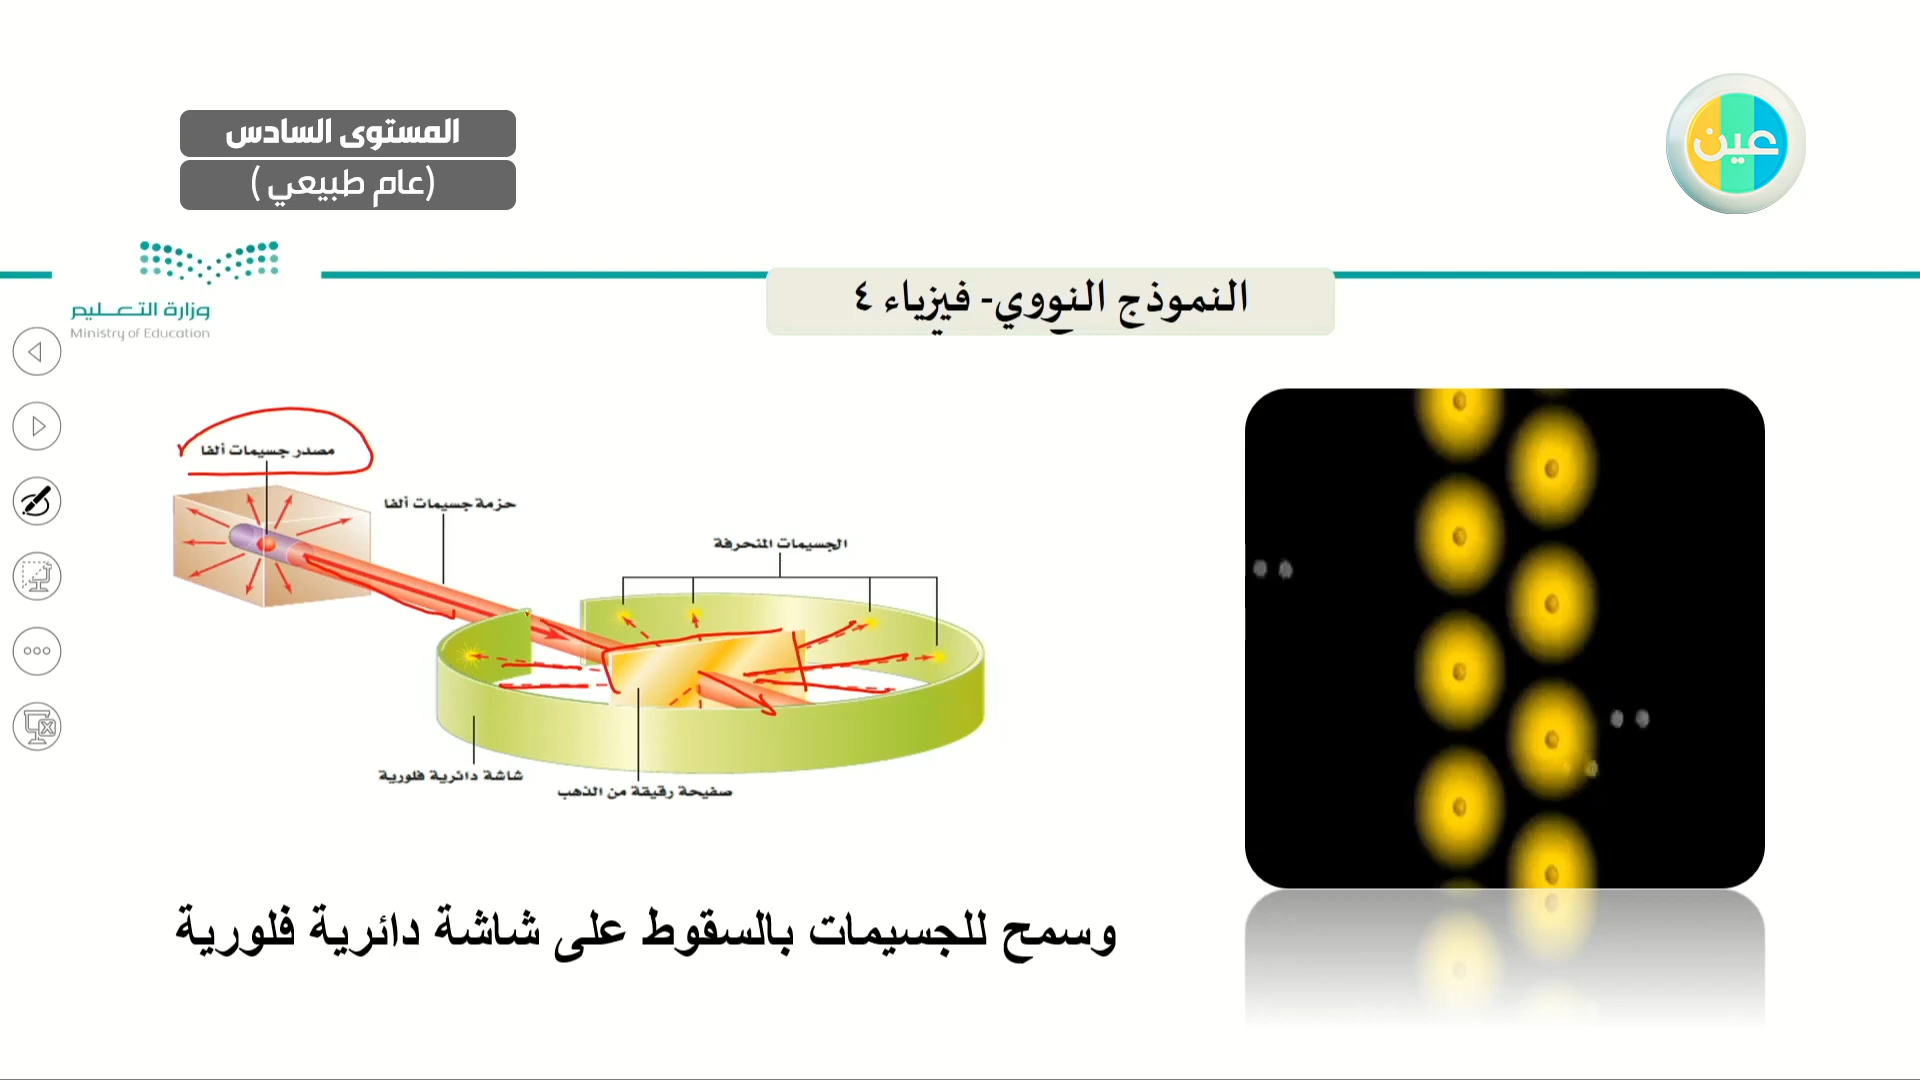 المستوى السادس
(عام طبيعي)
عين
وزارة التعليم
Ministry of Education
النموذج النووي- فيزياء ٤
مصدر جسيمات ألفا
حزمة جسيمات ألفا
الجسيمات المنحرفة
شاشة دائرية فلورية
صفيحة رقيقة من الذهب
وسمح للجسيمات بالسقوط على شاشة دائرية فلورية